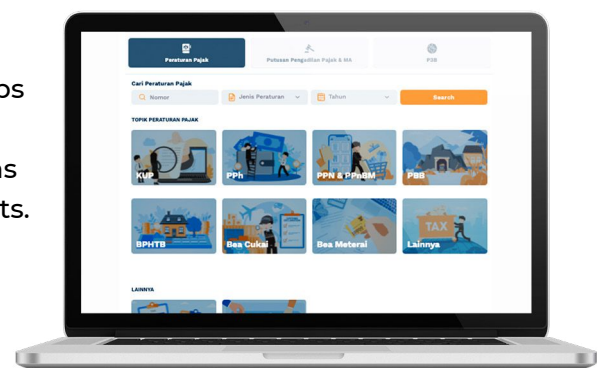 ps
ns
ts.
Peraturan Pajak
Putusan Pengadilan Pajak & MA
P3B
Cari Peraturan Pajak
Nomor
Jenis Peraturan
Tahun
Search
TOPIK PERATURAN PAJAK
KUP
PPh
PPN & PPnBM
PBB
BPHTB
Bea Cukai
Bea Meterai
TAX
Lainnya
LAINNYA